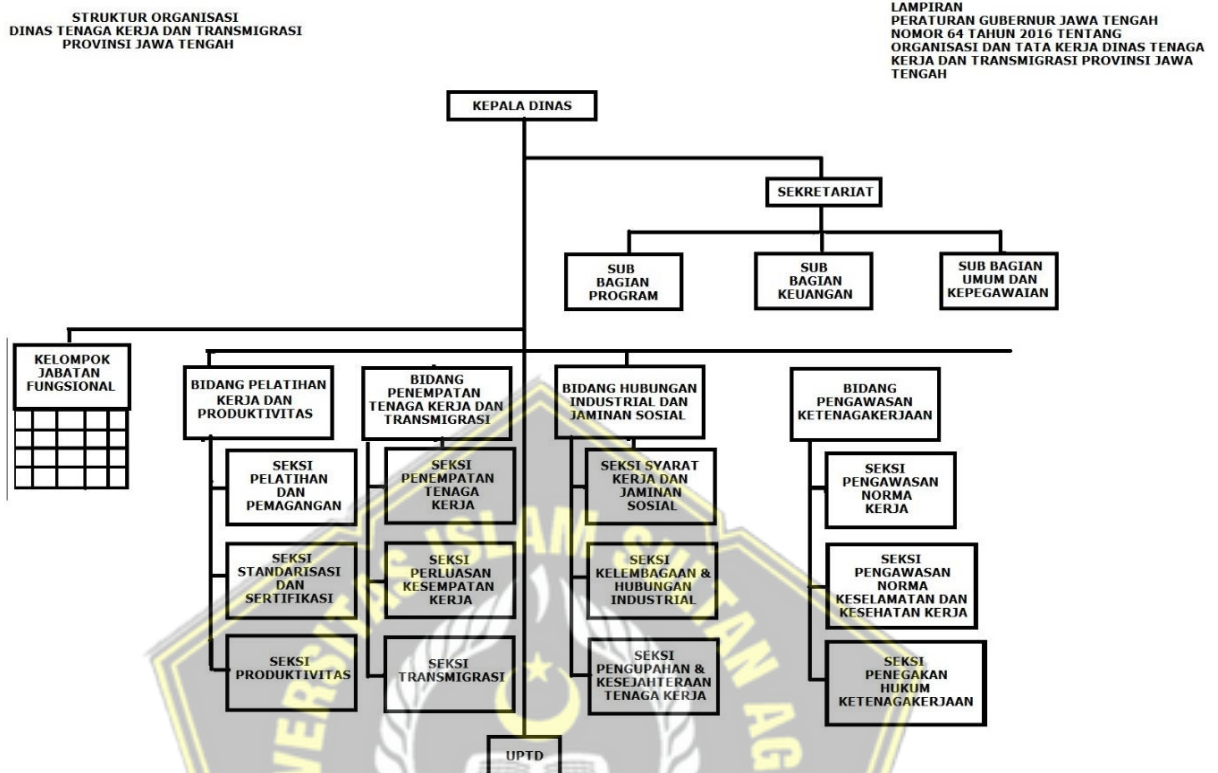 STRUKTUR ORGANISASI
DINAS TENAGA KERJA DAN TRANSMIGRASI
PROVINSI JAWA TENGAH
LAMPIRAN
PERATURAN GUBERNUR JAWA TENGAH
NOMOR 64 TAHUN 2016 TENTANG
ORGANISASI DAN TATA KERJA DINAS TENAGA
KERJA DAN TRANSMIGRASI PROVINSI JAWA
TENGAH
KEPALA DINAS
SEKRETARIAT
SUB
BAGIAN
PROGRAM
SUB
BAGIAN
KEUANGAN
SUB BAGIAN
UMUM DAN
KEPEGAWAIAN
KELOMPOK
JABATAN
FUNGSIONAL
BIDANG PELATIHAN
KERJA DAN
PRODUKTIVITAS
SEKSI
PELATIHAN
DAN
PEMAGANGAN
SEKSI
STANDARISASI
DAN
SERTIFIKASI
SEKSI
PRODUKTIVITAS
BIDANG
PENEMPATAN
TENAGA KERJA DAN
TRANSMIGRASI
SEKSI
PENEMPATAN
TENAGA
KERJA
SEKSI
PERLUASAN
KESEMPATAN
KERJA
SEKSI
TRANSMIGRASI
BIDANG HUBUNGAN
INDUSTRIAL DAN
JAMINAN SOSIAL
SEKSI SYARAT
KERJA DAN
JAMINAN
SOSIAL
SEKSI
KELEMBAGAAN &
HUBUNGAN
INDUSTRIAL
SEKSI
PENGUPAHAN &
KESEJAHTERAAN
TENAGA KERJA
BIDANG
PENGAWASAN
KETENAGAKERJAAN
SEKSI
PENGAWASAN
NORMA
KERJA
SEKSI
PENGAWASAN
NORMA
KESELAMATAN DAN
KESEHATAN KERJA
SEKSI
PENEGAKAN
HUKUM
KETENAGAKERJAAN
UPTD
ISLAM SULTAN AG